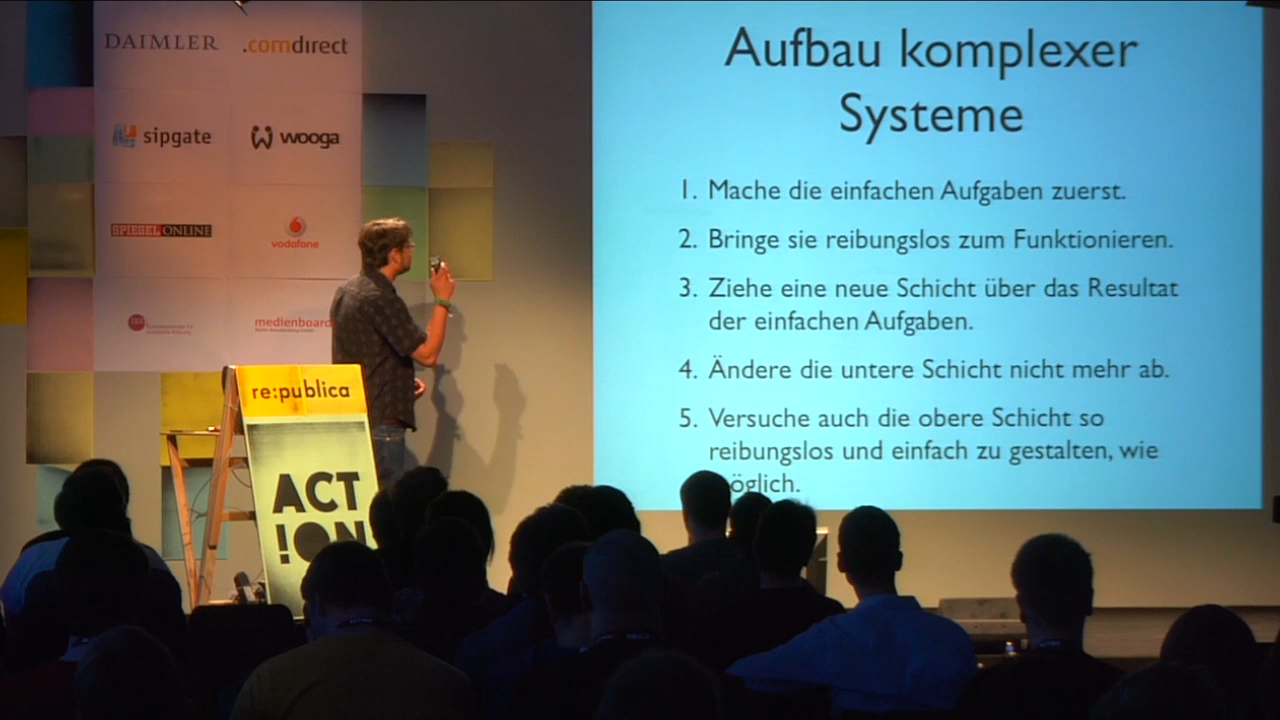 DAIMLER
.comdirect
sipgate
wooga
SPIEGEL ONLINE
vodafone
medienboard
re:publica
ACT
!ON
Aufbau komplexer
Systeme
1. Mache die einfachen Aufgaben zuerst.
2. Bringe sie reibungslos zum Funktionieren.
3. Ziehe eine neue Schicht über das Resultat
der einfachen Aufgaben.
4. Ändere die untere Schicht nicht mehr ab.
5. Versuche auch die obere Schicht so
reibungslos und einfach zu gestalten, wie
öglich.